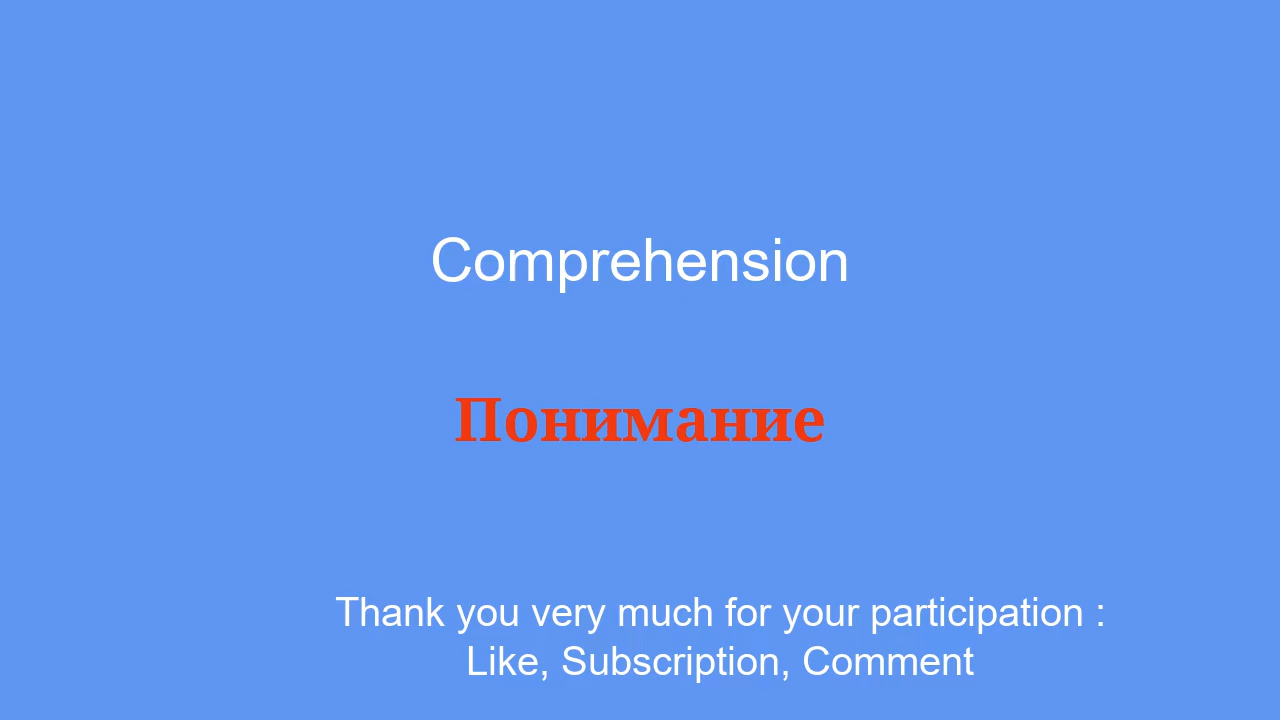 Comprehension
Понимание
Thank you very much for your participation :
Like, Subscription, Comment